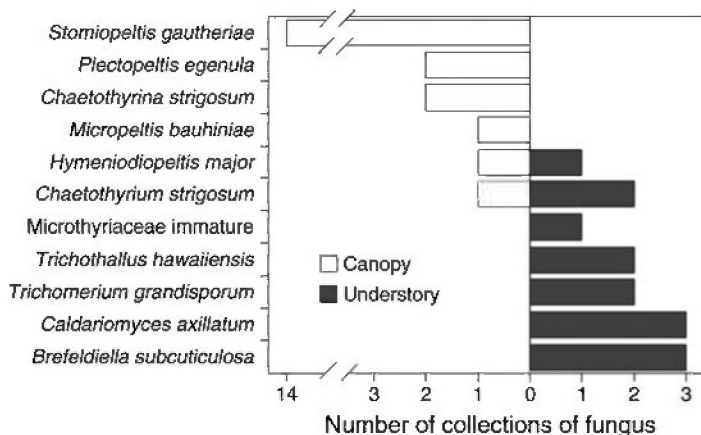 Stomiopeltis gautheriae
Plectopeltis egenula
Chaetothyrina strigosum
Micropeltis bauhiniae
Hymeniodiopeltis major
Chaetothyrium strigosum
Microthyriaceae immature
Trichothallus hawaiiensis
Trichomerium grandisporum
Caldariomyces axillatum
Brefeldiella subcuticulosa
Canopy
Understory
14 3 2 1 0 1 2 3
Number of collections of fungus